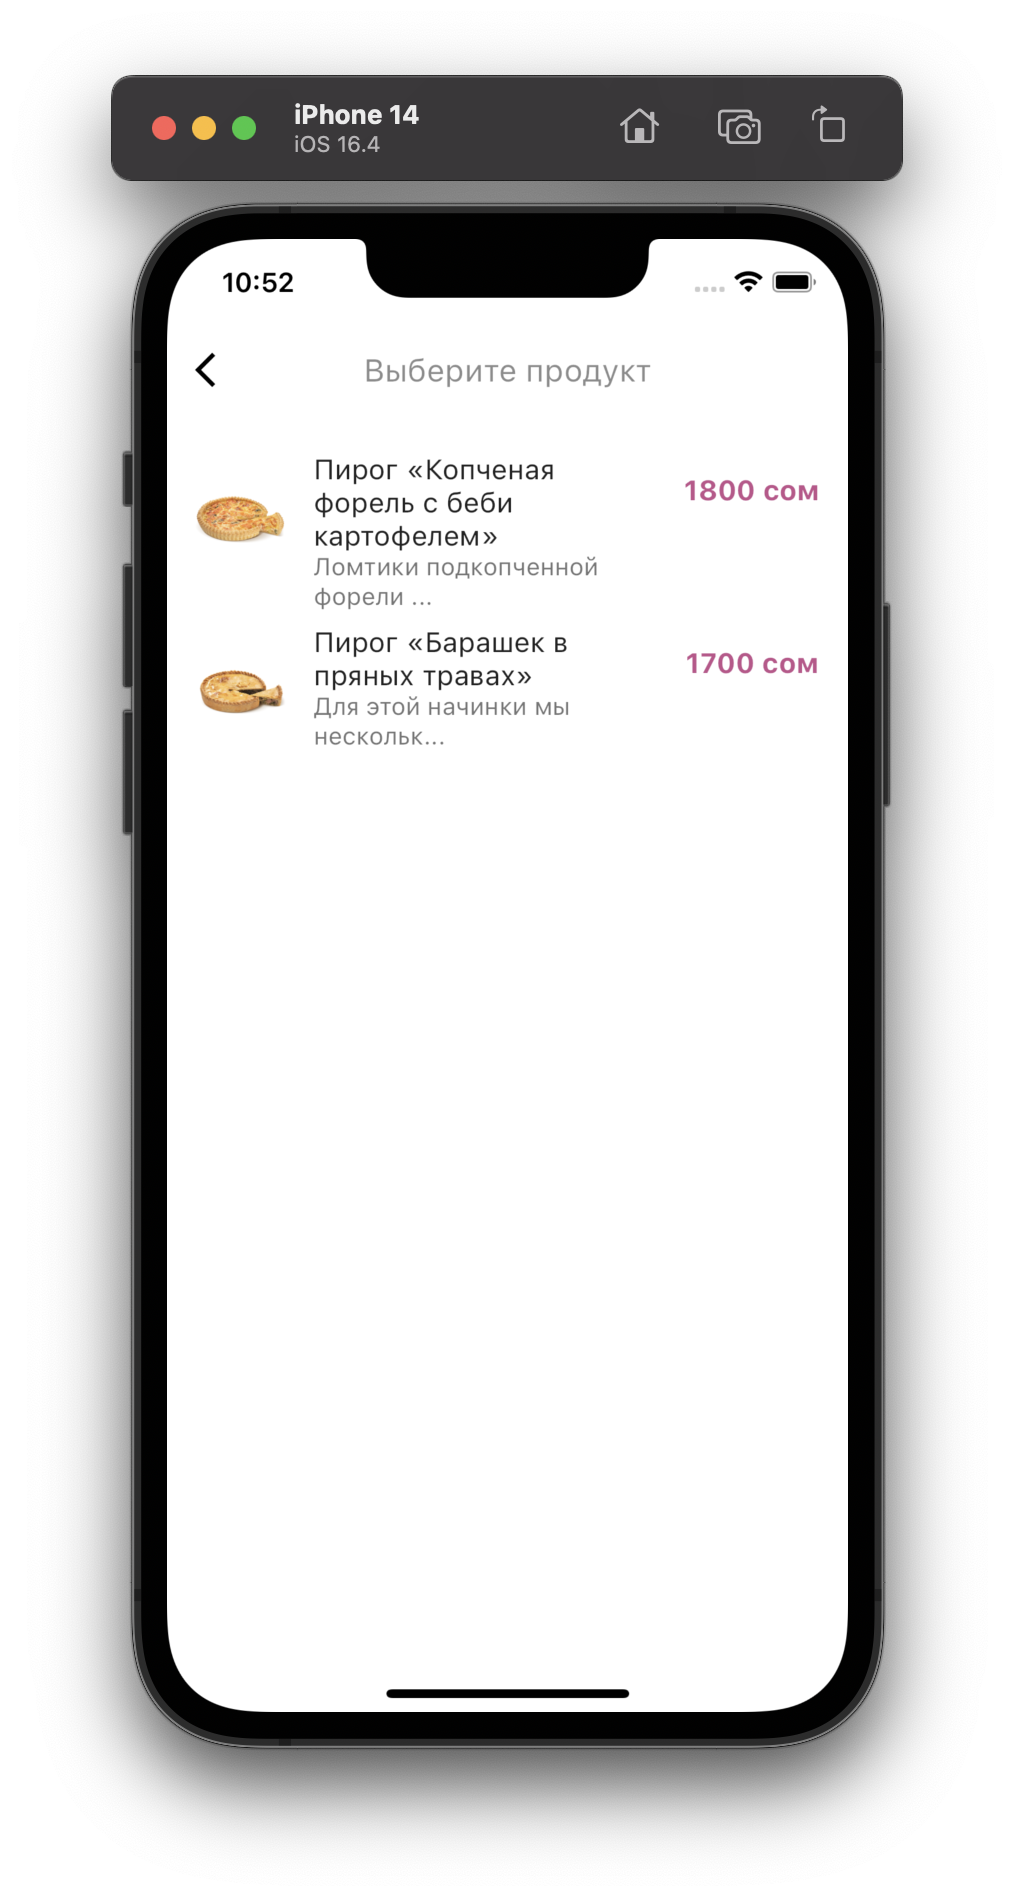 iPhone 14
iOS 16.4
10:52
Выберите продукт
Пирог «Копченая
форель с беби
картофелем»
1800 сом
Ломтики подкопченной
форели ...
Пирог «Барашек в
пряных травах»
1700 сом
Для этой начинки мы
нескольк...